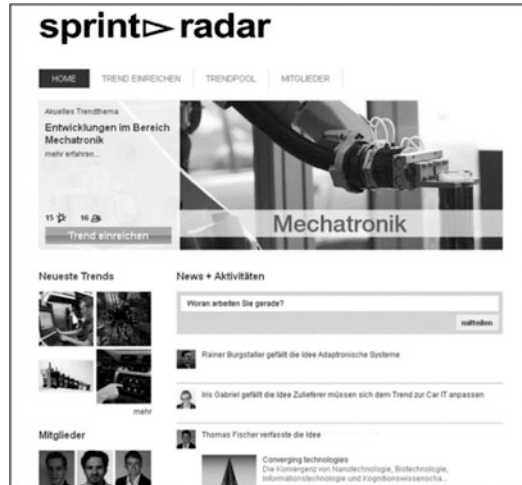 sprint▻radar
HOME TREND EINREICHEN TRENDPOOL MITGLIEDER
Akuelles Trendthema
Entwicklungen im Bereich
Mechatronik
mehr erfahren...
15 16
Trend einreichen
Mechatronik
Neueste Trends
mehr
Mitglieder
News + Aktivitäten
Woran arbeiten Sie gerade?
mitteilen
Rainer Burgstaller gefällt die Idee Adaptronische Systeme
Iris Gabriel gefällt die Idee Zulieferer müssen sich dem Trend zur Car IT anpassen
Thomas Fischer verfasste die Idee
Converging technologies
Die Konvergenz von Nanotechnologie, Biotechnologie,
Informationstechnologie und Kognitionswissenscha...